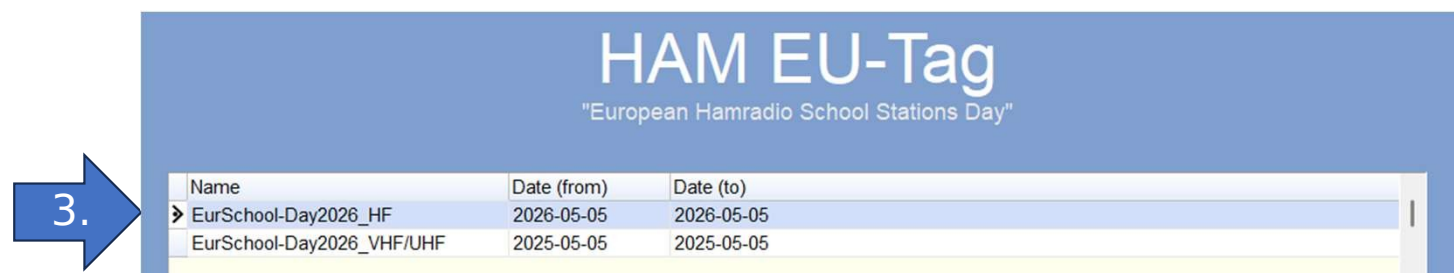 HAM EU-Tag
"European Hamradio School Stations Day"
3.
Name Date (from) Date (to)
EurSchool-Day2026_HF 2026-05-05 2026-05-05
EurSchool-Day2026_VHF/UHF 2025-05-05 2025-05-05